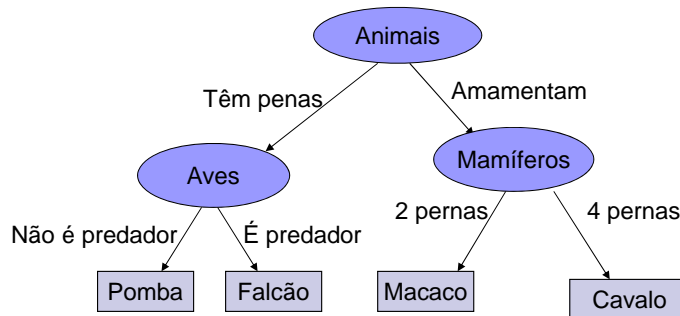 Animais
Têm penas
Amamentam
Aves
Mamíferos
Não é predador
É predador
2 pernas
4 pernas
Pomba
Falcão
Macaco
Cavalo